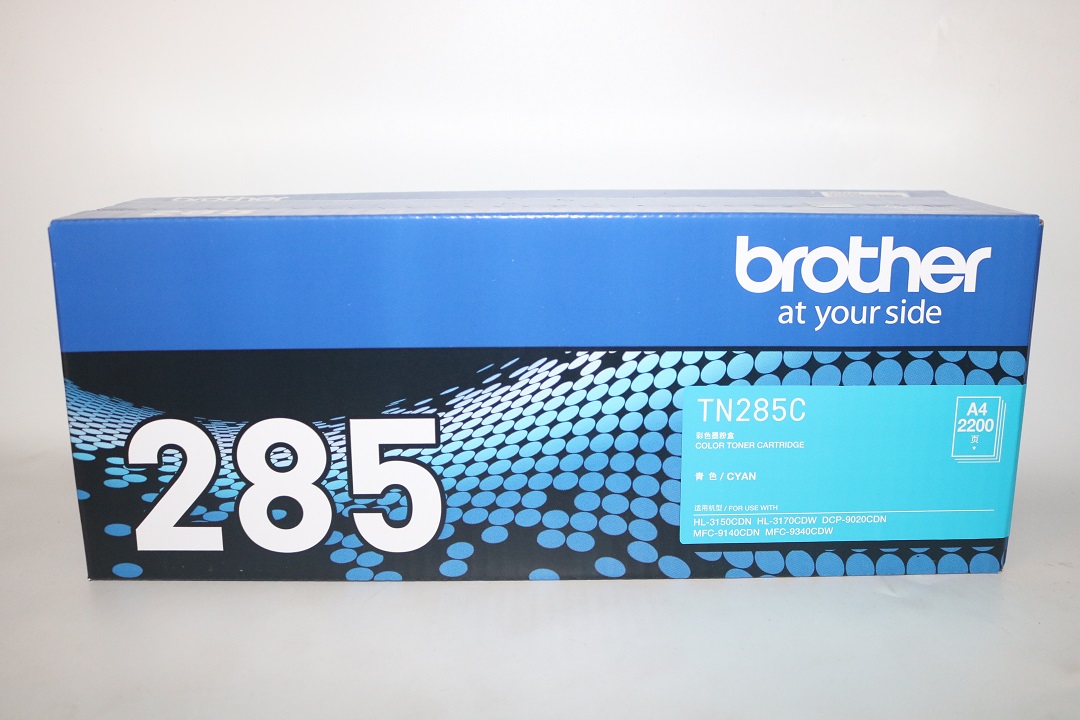 brother
at your side
285
TN285C
彩色墨粉盒
COLOR TONER CARTRIDGE
青色 / CYAN
适用机型 / FOR USE WITH
HL-3150CDN HL-3170CDW DCP-9020CDN
MFC-9140CDN MFC-9340CDW
A4
2200
页